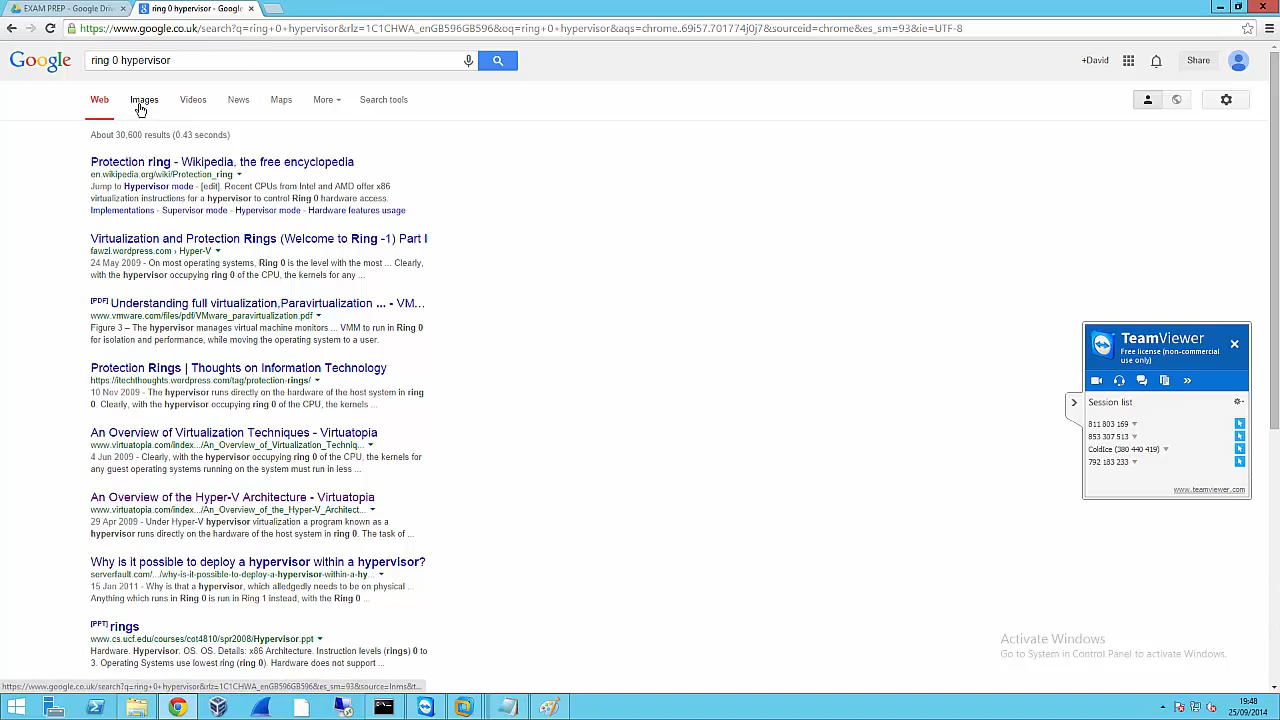 EXAM PREP - Google Driv
ring 0 hypervisor - Google S
https://www.google.co.uk/search?q=ring+0+hypervisor&rlz=1C1CHWA_enGB596GB596&oq=ring+0+hypervisor&aqs=chrome..69i57.701774j0j7&sourceid=chrome&es_sm=93&ie=UTF-8
Google
ring 0 hypervisor
+David
Share
Web Images Videos News Maps More Search tools
About 30,600 results (0.43 seconds)
Protection ring - Wikipedia, the free encyclopedia
en.wikipedia.org/wiki/Protection_ring
Jump to Hypervisor mode - [edit]. Recent CPUs from Intel and AMD offer x86
virtualization instructions for a hypervisor to control Ring 0 hardware access.
Implementations - Supervisor mode - Hypervisor mode - Hardware features usage
Virtualization and Protection Rings (Welcome to Ring -1) Part I
fawzi.wordpress.com › Hyper-V
24 May 2009 - On most operating systems, Ring 0 is the level with the most ... Clearly,
with the hypervisor occupying ring 0 of the CPU, the kernels for any ...
[PDF] Understanding full virtualization,Paravirtualization ... - VM...
www.vmware.com/files/pdf/VMware_paravirtualization.pdf
Figure 3 – The hypervisor manages virtual machine monitors ... VMM to run in Ring 0
for isolation and performance, while moving the operating system to a user.
Protection Rings | Thoughts on Information Technology
https://itechthoughts.wordpress.com/tag/protection-rings/
10 Nov 2009 - The hypervisor runs directly on the hardware of the host system in ring
0. Clearly, with the hypervisor occupying ring 0 of the CPU, the kernels ...
An Overview of Virtualization Techniques - Virtuatopia
www.virtuatopia.com/index.../An_Overview_of_Virtualization_Techniq...
4 Jun 2009 - Clearly, with the hypervisor occupying ring 0 of the CPU, the kernels for
any guest operating systems running on the system must run in less ...
An Overview of the Hyper-V Architecture - Virtuatopia
www.virtuatopia.com/index.../An_Overview_of_the_Hyper-V_Architect...
29 Apr 2009 - Under Hyper-V hypervisor virtualization a program known as a
hypervisor runs directly on the hardware of the host system in ring 0. The task of ...
Why is it possible to deploy a hypervisor within a hypervisor?
serverfault.com/.../why-is-it-possible-to-deploy-a-hypervisor-within-a-hy...
15 Jan 2011 - Why is that a hypervisor, which allegedly needs to be on physical ...
Anything which runs in Ring 0 is run in Ring 1 instead, with the Ring 0 ...
[PPT] rings
www.cs.ucf.edu/courses/cot4810/spr2008/Hypervisor.ppt
Hardware. Hypervisor. OS. OS. Details: x86 Architecture. Instruction levels (rings) 0 to
3. Operating Systems use lowest ring (ring 0). Hardware does not support ...
https://www.google.co.uk/search?q=ring+0+hypervisor&rlz=1C1CHWA_enGB596GB596&es_sm=93&source=lnms&t...
TeamViewer
Free license (non-commercial
use only)
Session list
811 803 169
853 307 513
ColdIce (380 440 419)
792 183 233
www.teamviewer.com
Activate Windows
Go to System in Control Panel to activate Windows.
19:48
25/09/2014